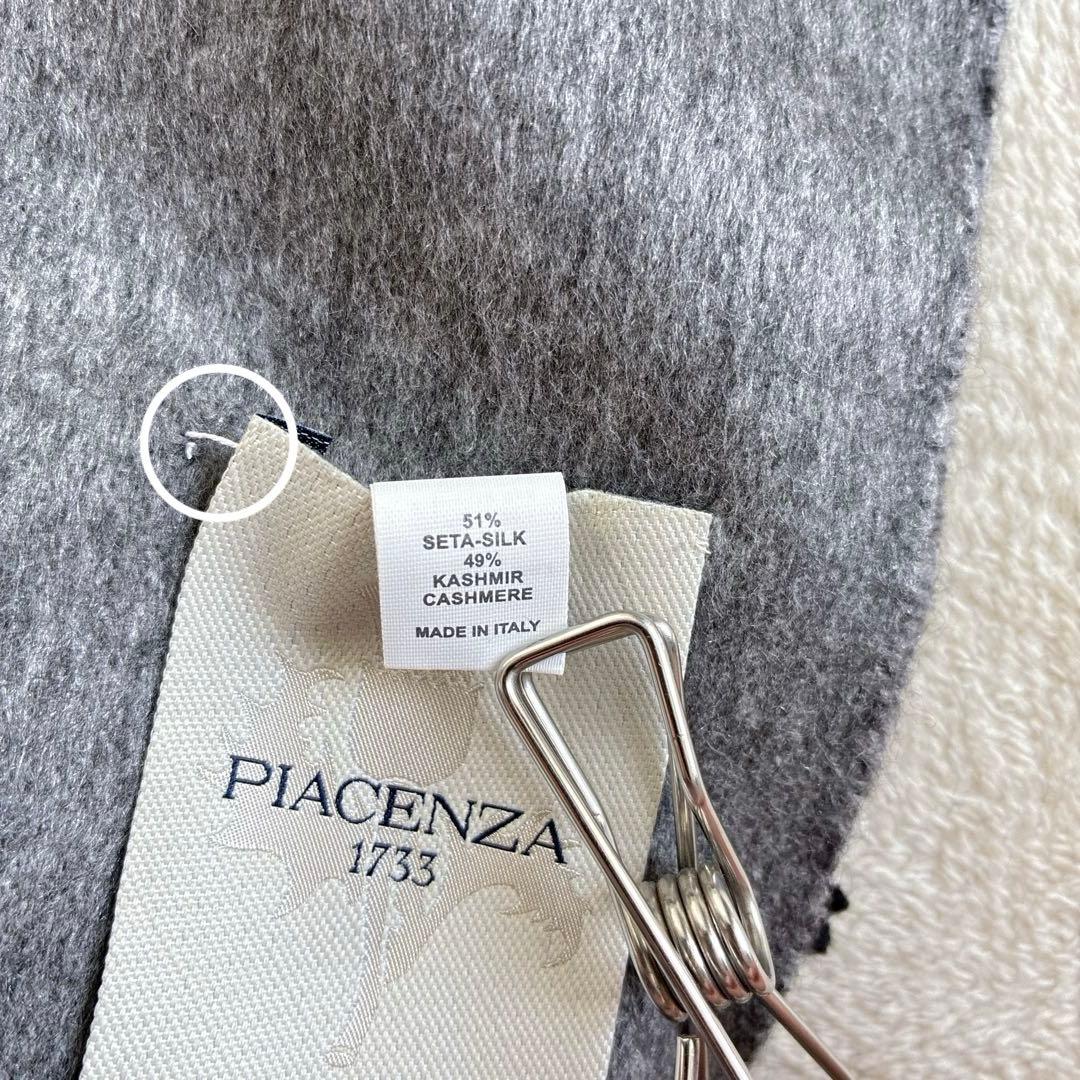 51%
SETA-SILK
49%
KASHMIR
CASHMERE
MADE IN ITALY
PIACENZA
1733